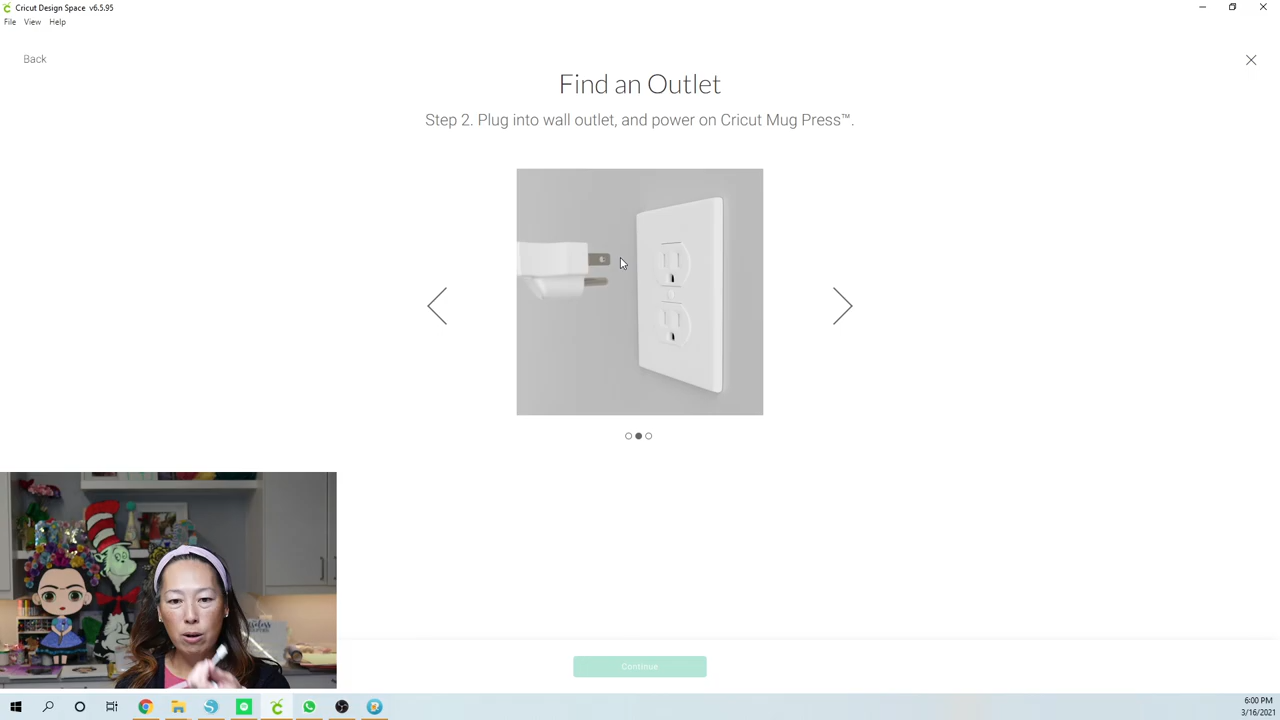 Cricut Design Space v6.5.95
File View Help
Back
Find an Outlet
Step 2. Plug into wall outlet, and power on Cricut Mug Press™.
Continue
6:00 PM
3/16/2021